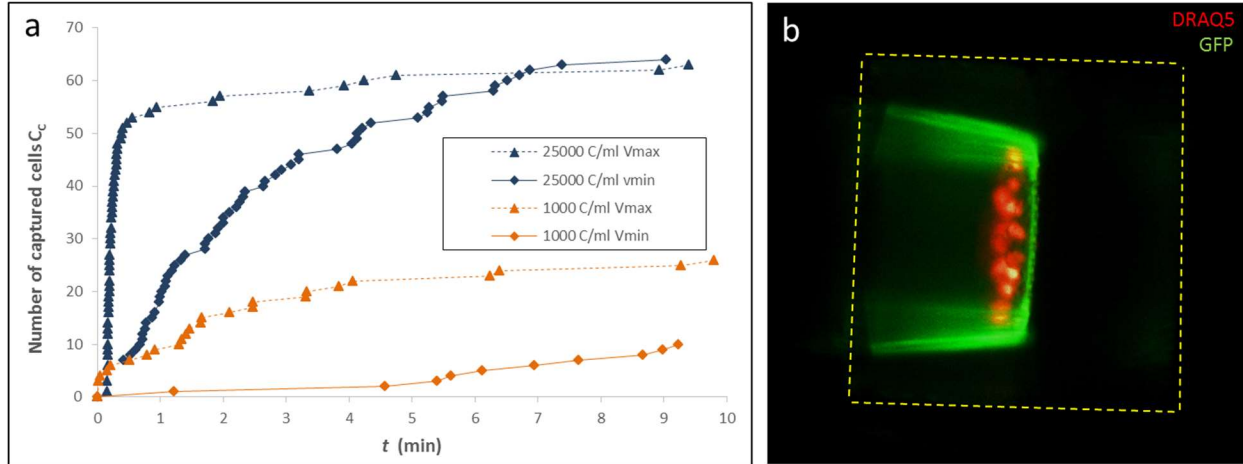 a
70
60
50
40
30
20
10
0
Number of captured cells Cc
25000 C/ml Vmax
25000 C/ml vmin
1000 C/ml Vmax
1000 C/ml Vmin
0 1 2 3 4 5 6 7 8 9 10
t (min)
b
DRAQ5
GFP